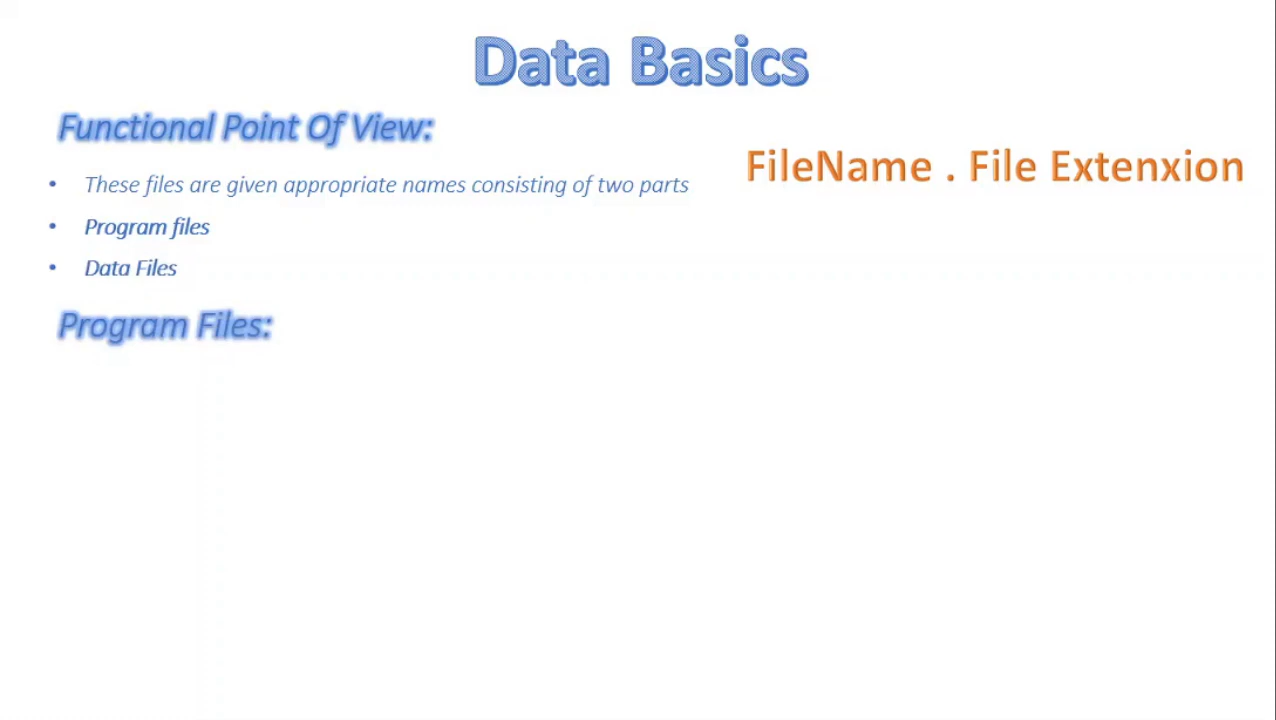 Data Basics
Functional Point Of View:
FileName . File Extenxion
• These files are given appropriate names consisting of two parts
• Program files
• Data Files
Program Files: